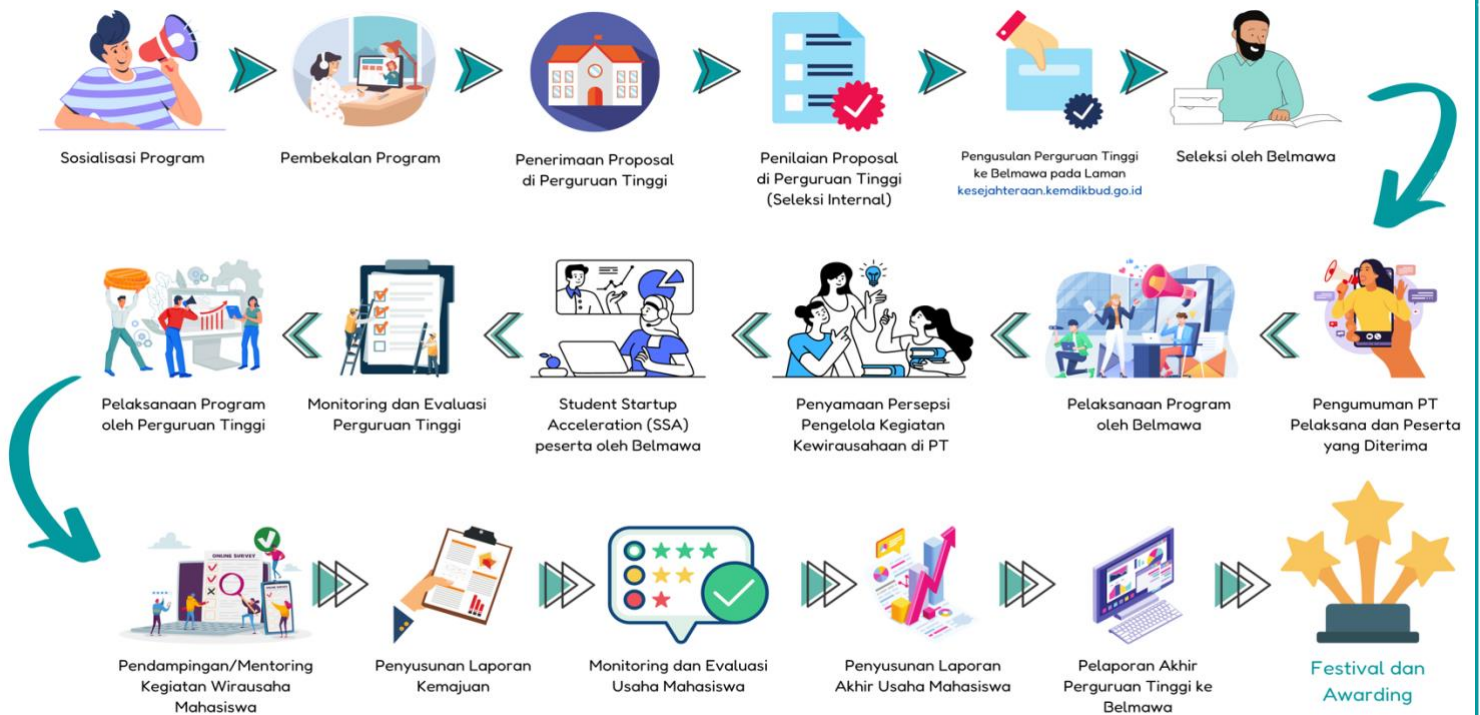 Sosialisasi Program
Pembekalan Program
Penerimaan Proposal
di Perguruan Tinggi
Penilaian Proposal
di Perguruan Tinggi
(Seleksi Internal)
Pengusulan Perguruan Tinggi
ke Belmawa pada Laman
kesejahteraan.kemdikbud.go.id
Seleksi oleh Belmawa
Pengumuman PT
Pelaksana dan Peserta
yang Diterima
Pelaksanaan Program
oleh Belmawa
Penyamaan Persepsi
Pengelola Kegiatan
Kewirausahaan di PT
Student Startup
Acceleration (SSA)
peserta oleh Belmawa
Monitoring dan Evaluasi
Perguruan Tinggi
Pelaksanaan Program
oleh Perguruan Tinggi
ONLINE SURVEY
Pendampingan/Mentoring
Kegiatan Wirausaha
Mahasiswa
Penyusunan Laporan
Kemajuan
Monitoring dan Evaluasi
Usaha Mahasiswa
Penyusunan Laporan
Akhir Usaha Mahasiswa
Pelaporan Akhir
Perguruan Tinggi ke
Belmawa
Festival dan
Awarding